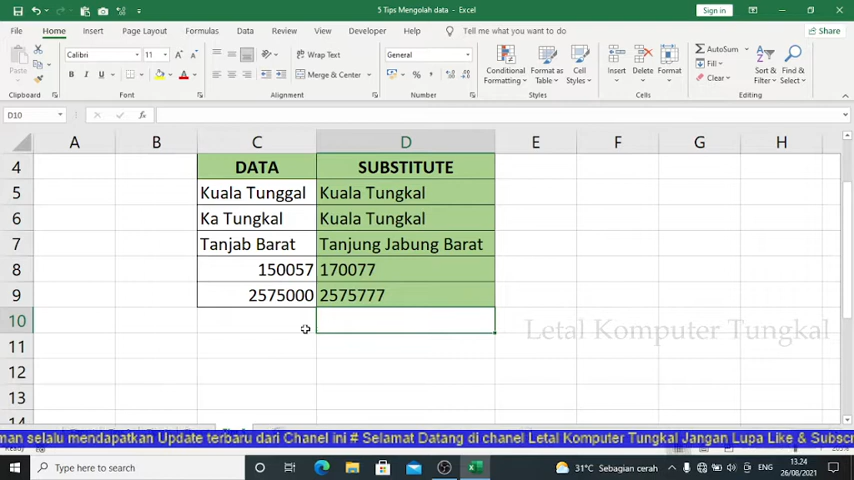 5 Tips Mengolah data - Excel
Sign in
File Home Insert Draw Page Layout Formulas Data Review View Help Tell me what you want to do Share
Paste
Calibri 11
B I U
Wrap Text
Merge & Center
General
Conditional Formatting
Format as Table
Cell Styles
Insert Delete Format
AutoSum
Fill
Clear
Sort & Filter
Find & Select
Clipboard Font Alignment Number Styles Cells Editing
D10 fx
A B C D E F G H
4 DATA SUBSTITUTE
5 Kuala Tunggal Kuala Tungkal
6 Ka Tungkal Kuala Tungkal
7 Tanjab Barat Tanjung Jabung Barat
8 150057 170077
9 2575000 2575777
10
Letal Komputer Tungkal
11
12
13
14
man selalu mendapatkan Update terbaru dari Chanel ini # Selamat Datang di chanel Letal Komputer Tungkal Jangan Lupa Like & Subscr
Type here to search
31°C Sebagian cerah
ENG
13.24
26/08/2021